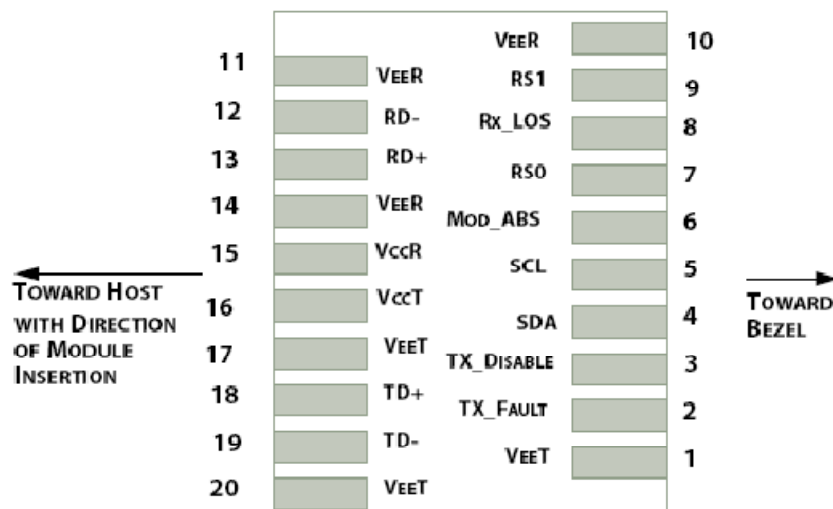 11 VEER
12 RD-
13 RD+
14 VEER
15 VCCR
16 VCCT
17 VEET
18 TD+
19 TD-
20 VEET
VEER 10
RS1 9
RX_LOS 8
RS0 7
MOD_ABS 6
SCL 5
SDA 4
TX_DISABLE 3
TX_FAULT 2
VEET 1
TOWARD HOST
WITH DIRECTION
OF MODULE
INSERTION
TOWARD
BEZEL